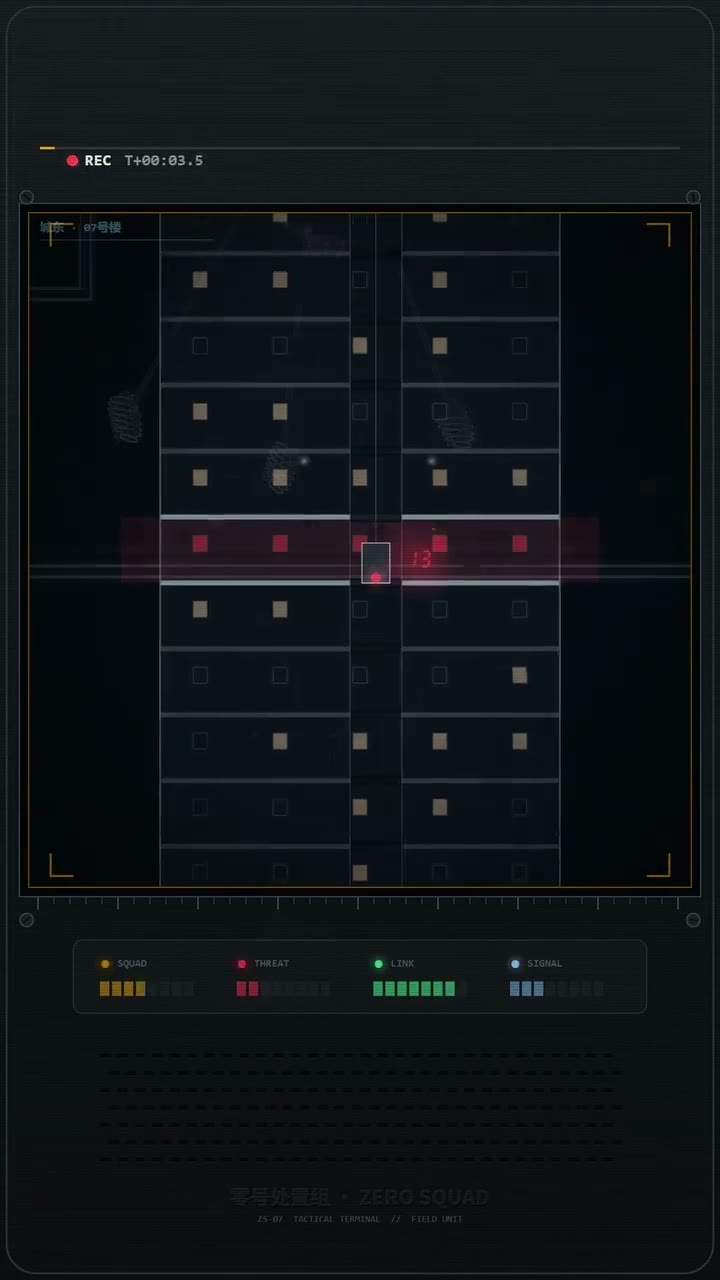 REC T+00:03.5
城东 · 07号楼
13
SQUAD THREAT LINK SIGNAL
零号处置组 · ZERO SQUAD
ZS-07 TACTICAL TERMINAL // FIELD UNIT